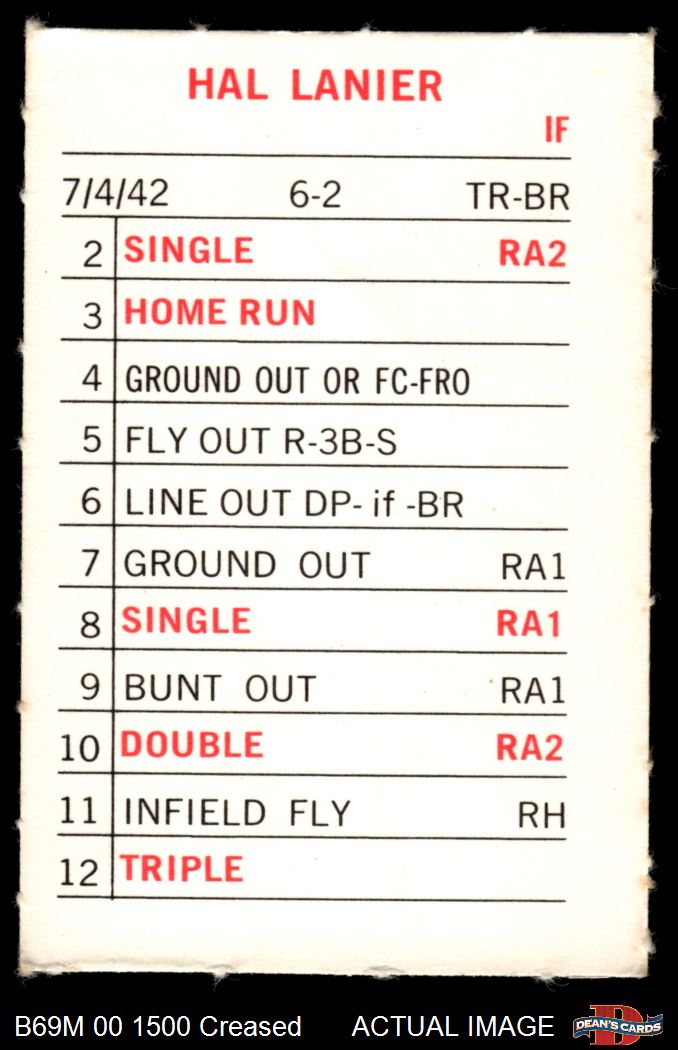 HAL LANIER
IF
7/4/42 6-2 TR-BR
2 SINGLE RA2
3 HOME RUN
4 GROUND OUT OR FC-FRO
5 FLY OUT R-3B-S
6 LINE OUT DP- if -BR
7 GROUND OUT RA1
8 SINGLE RA1
9 BUNT OUT RA1
10 DOUBLE RA2
11 INFIELD FLY RH
12 TRIPLE
B69M 00 1500 Creased ACTUAL IMAGE DEAN'S CARDS